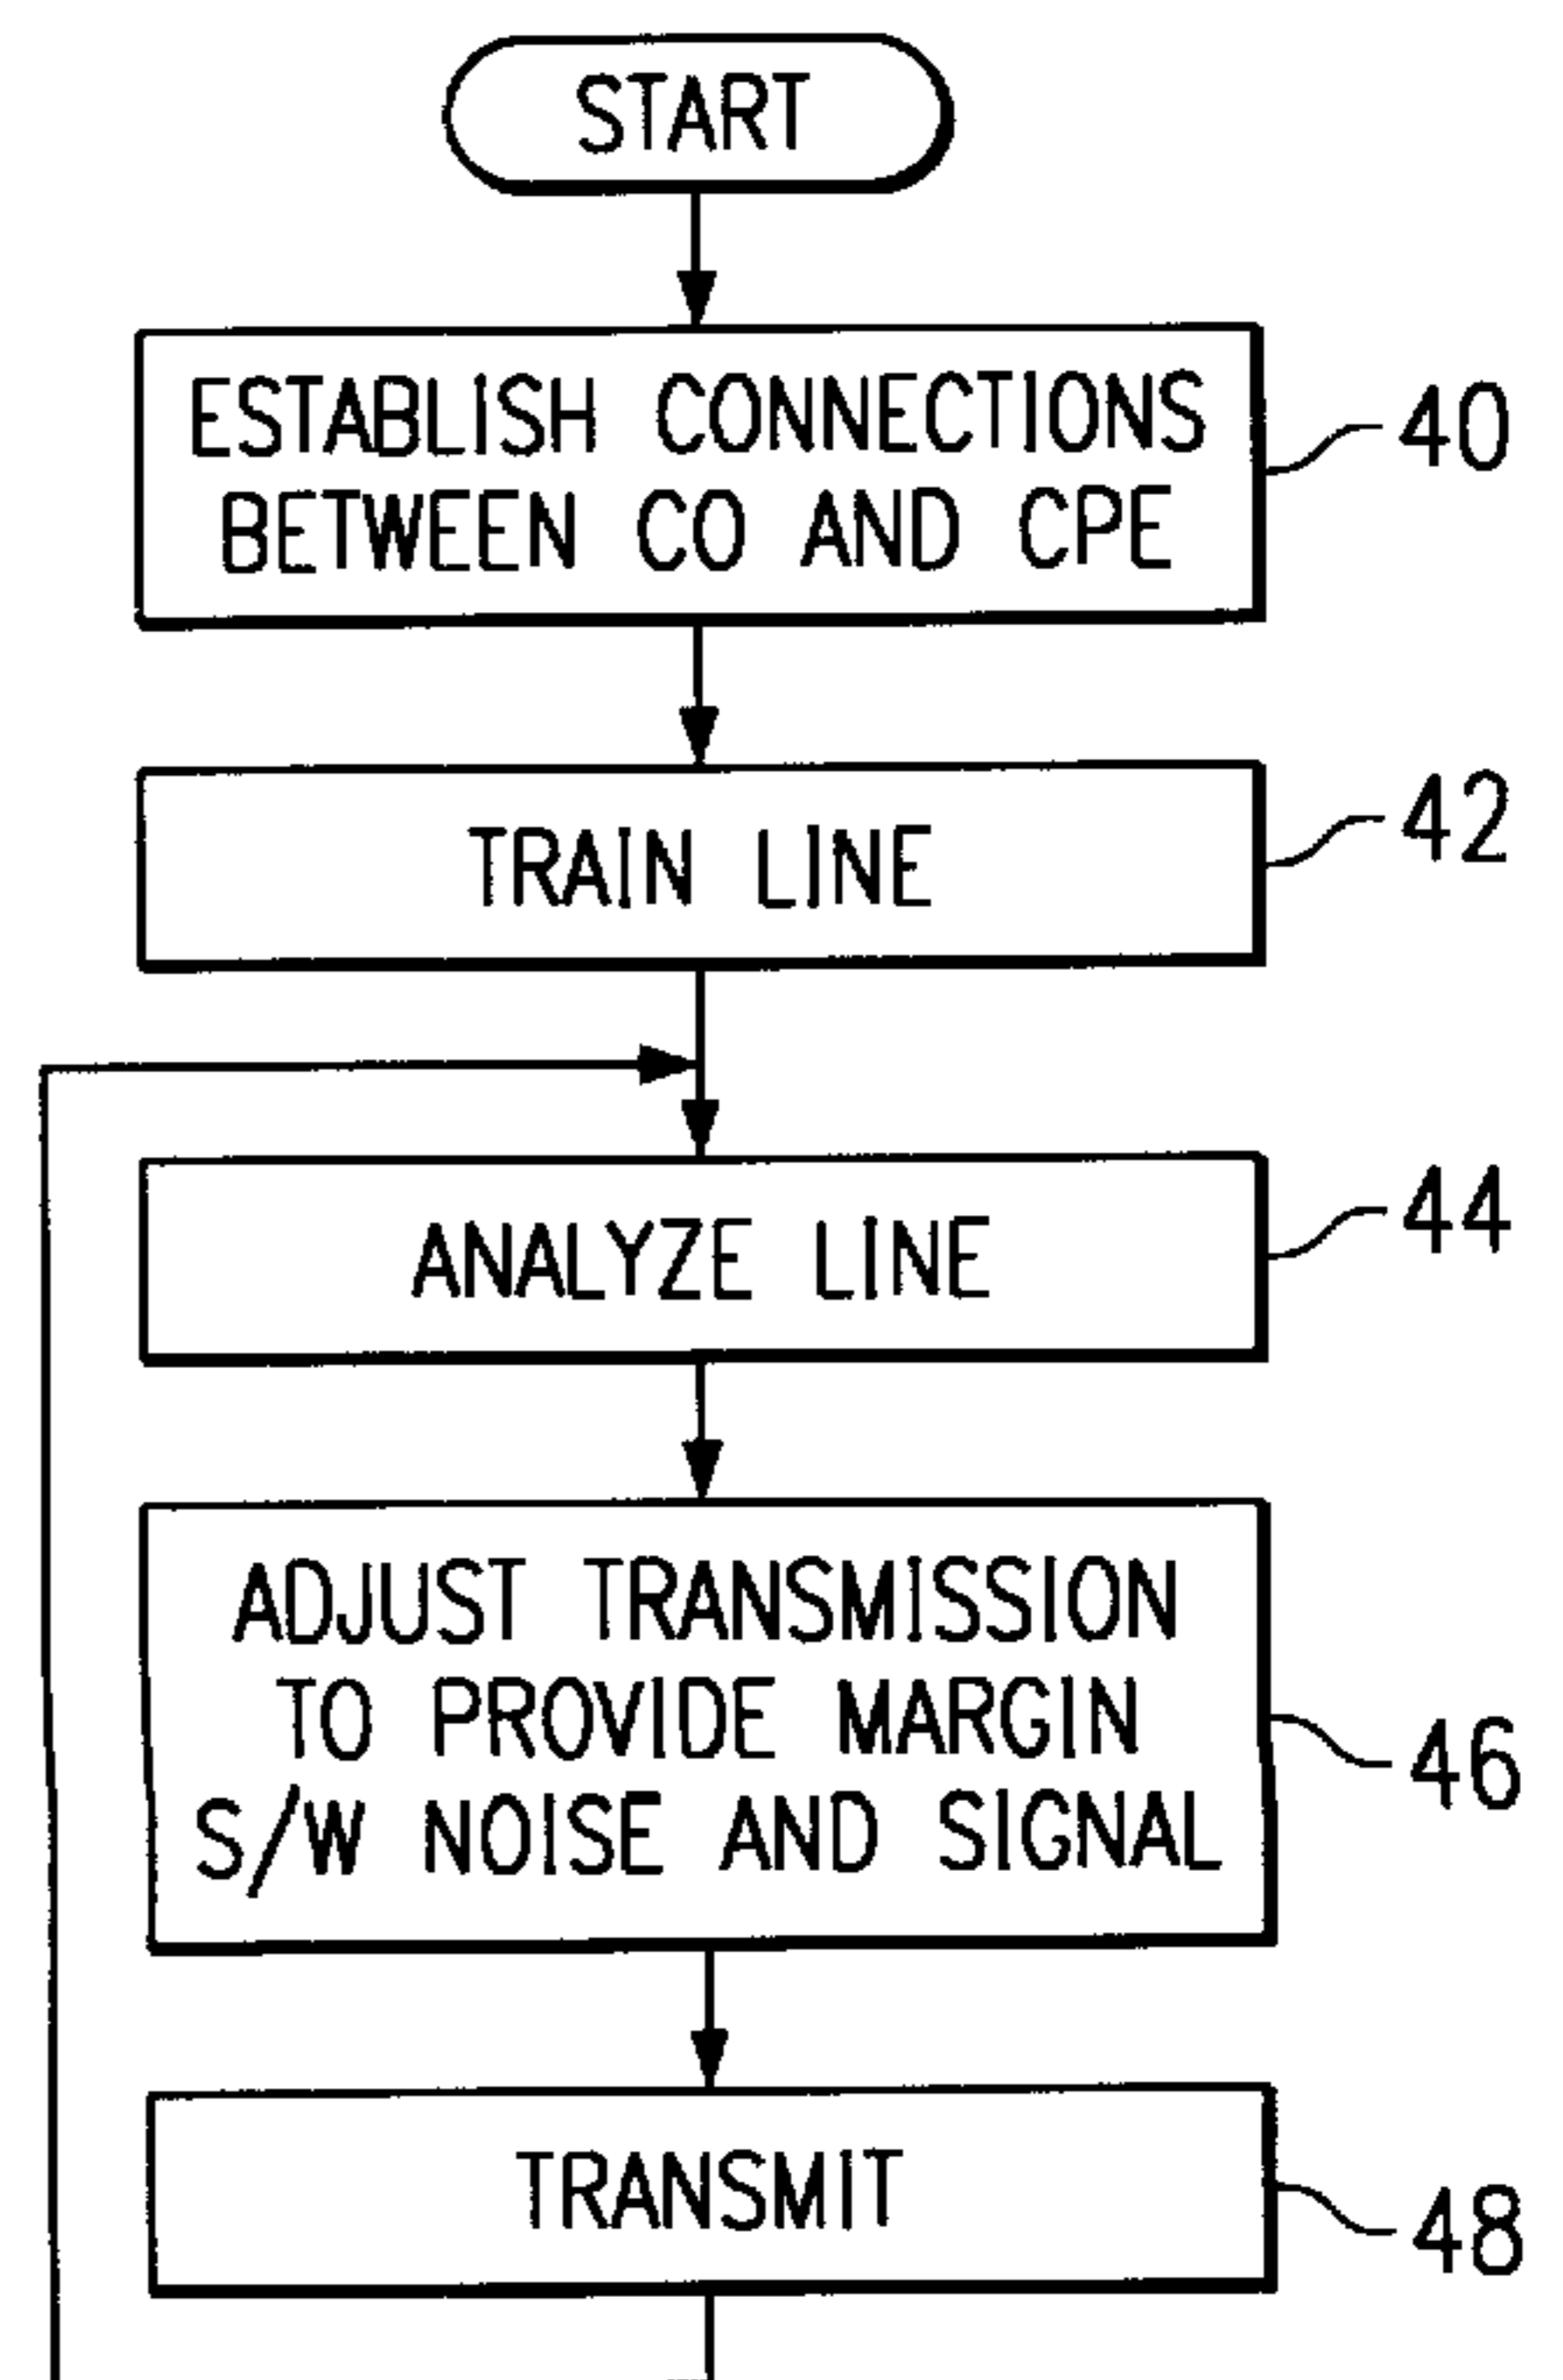 START
ESTABLISH CONNECTIONS
BETWEEN CO AND CPE
40
TRAIN LINE
42
ANALYZE LINE
44
ADJUST TRANSMISSION
TO PROVIDE MARGIN
S/W NOISE AND SIGNAL
46
TRANSMIT
48